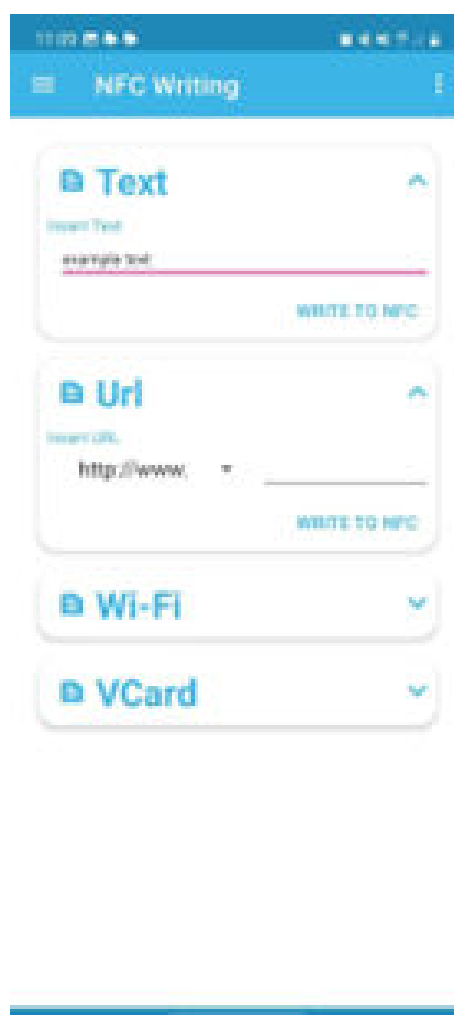 NFC Writing
Text
Insert Text
example text
WRITE TO NFC
Url
Insert URL
http://www.
WRITE TO NFC
Wi-Fi
VCard